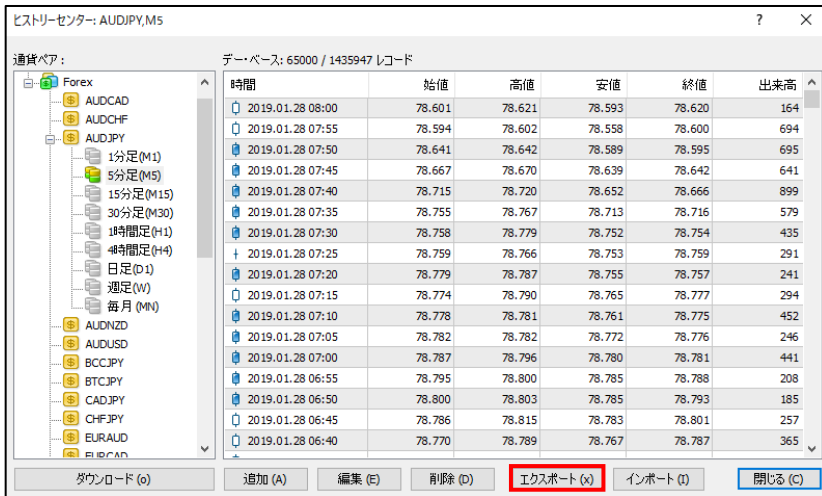 ヒストリーセンター: AUDJPY,M5
? ×
通貨ペア: データ・ベース: 65000 / 1435947 レコード
Forex
AUDCAD
AUDCHF
AUDJPY
1分足(M1)
5分足(M5)
15分足(M15)
30分足(M30)
1時間足(H1)
4時間足(H4)
日足(D1)
週足(W)
毎月 (MN)
AUDNZD
AUDUSD
BCCJPY
BTCJPY
CADJPY
CHFJPY
EURAUD
EURCAD
時間 始値 高値 安値 終値 出来高
2019.01.28 08:00 78.601 78.621 78.593 78.620 164
2019.01.28 07:55 78.594 78.602 78.558 78.600 694
2019.01.28 07:50 78.641 78.642 78.589 78.595 695
2019.01.28 07:45 78.667 78.670 78.639 78.642 641
2019.01.28 07:40 78.715 78.720 78.652 78.666 899
2019.01.28 07:35 78.755 78.767 78.713 78.716 579
2019.01.28 07:30 78.758 78.779 78.752 78.754 435
2019.01.28 07:25 78.759 78.766 78.753 78.759 291
2019.01.28 07:20 78.779 78.787 78.755 78.757 241
2019.01.28 07:15 78.774 78.790 78.765 78.777 294
2019.01.28 07:10 78.778 78.781 78.761 78.775 452
2019.01.28 07:05 78.782 78.782 78.772 78.776 246
2019.01.28 07:00 78.787 78.796 78.780 78.781 441
2019.01.28 06:55 78.795 78.800 78.785 78.788 208
2019.01.28 06:50 78.800 78.803 78.785 78.793 185
2019.01.28 06:45 78.786 78.815 78.783 78.801 257
2019.01.28 06:40 78.770 78.789 78.767 78.787 365
ダウンロード (o) 追加 (A) 編集 (E) 削除 (D) エクスポート (x) インポート (I) 閉じる (C)